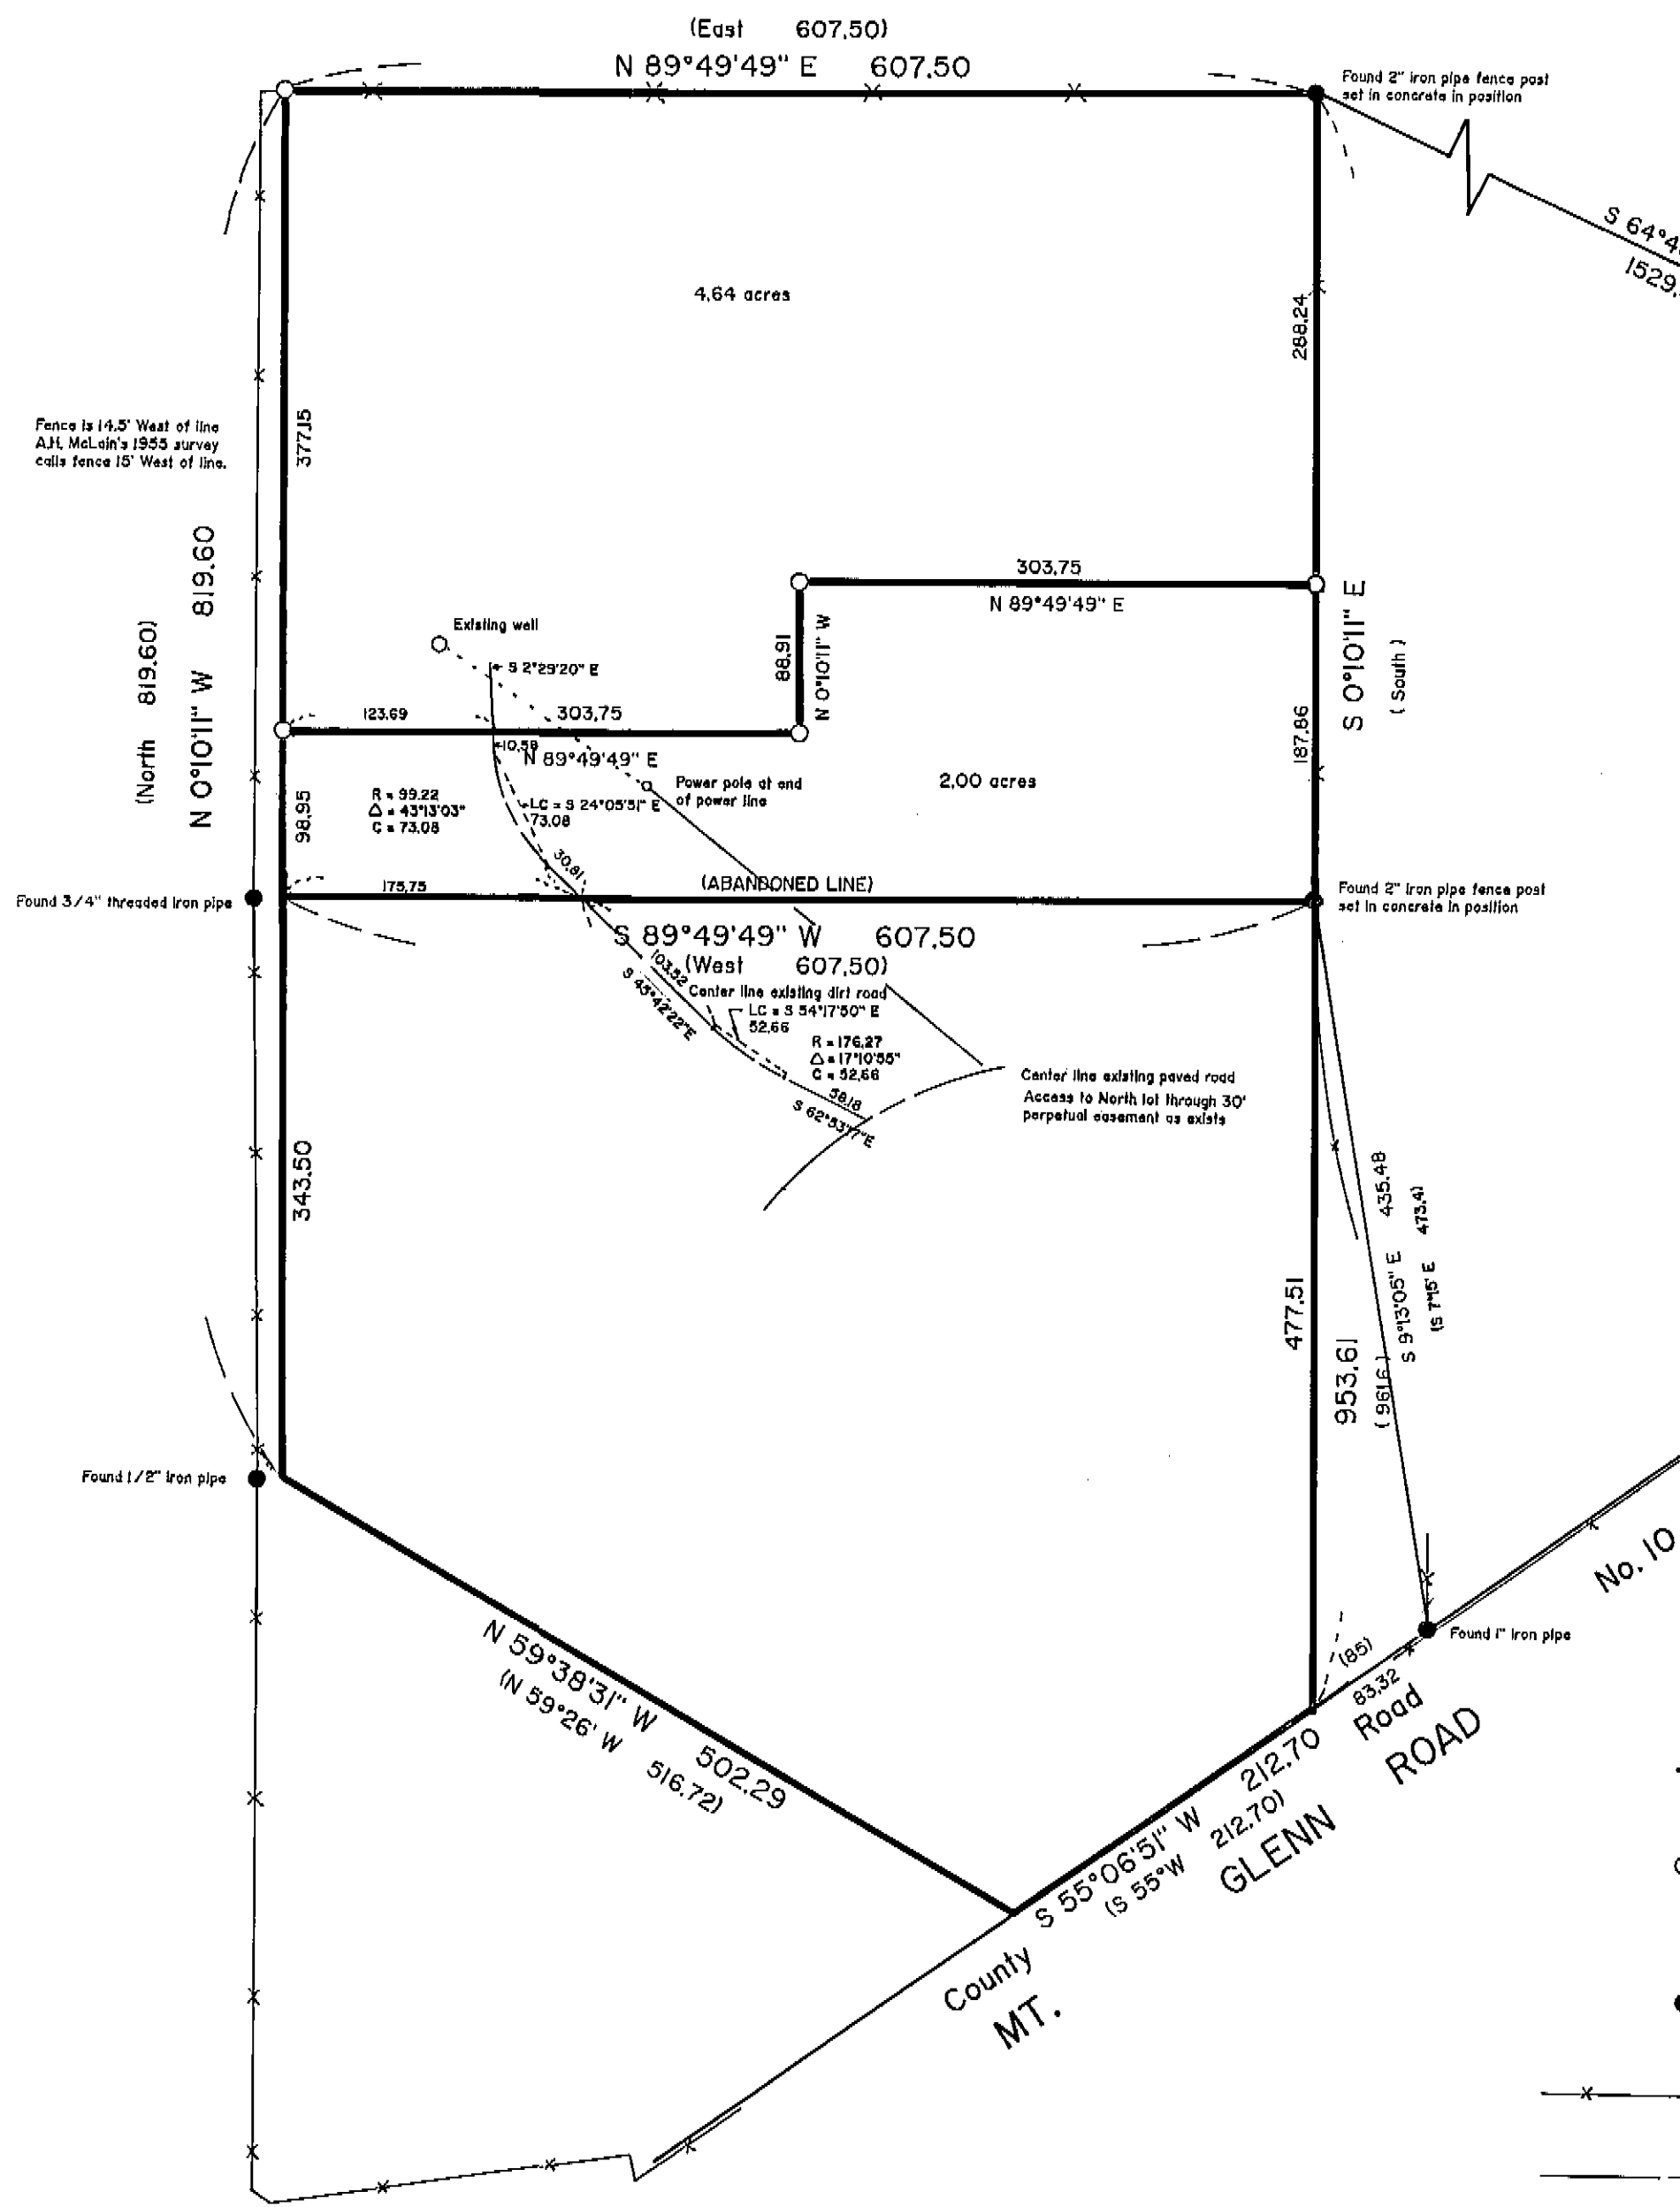 (East 607.50)
N 89°49'49" E 607.50
Found 2" iron pipe fence post
set in concrete in position
1529.
4.64 acres
288.24
377.15
Fence is 14.5' West of line
A.H. McLain's 1955 survey
calls fence 15' West of line.
(North 819.60)
N 0°10'11" W 819.60
303.75
N 89°49'49" E
Existing well
S 2°29'20" E
88.91
N 0°10'11" W
S 0°10'11" E
(South)
123.69
303.75
10.58
N 89°49'49" E
187.86
Power pole at end
of power line
2.00 acres
R = 99.22
Δ = 43°13'03"
C = 73.08
LC = S 24°05'51" E
73.08
98.95
30.81
175.75
(ABANDONED LINE)
Found 3/4" threaded iron pipe
Found 2" iron pipe fence post
set in concrete in position
S 89°49'49" W 607.50
(West 607.50)
103.52
S 45°42'22" E
Center line existing dirt road
LC = S 54°17'50" E
52.66
R = 176.27
Δ = 17°10'55"
C = 52.66
58.18
S 62°53'17" E
Center line existing paved road
Access to North lot through 30'
perpetual easement as exists
343.50
477.51
953.61
(961.6)
S 9°13'05" E 435.48
(S 7°15' E 473.4)
Found 1/2" iron pipe
No. 10
Found 1" iron pipe
(85)
83.32
N 59°38'31" W 502.29
(N 59°26' W 516.72)
S 55°06'51" W 212.70
(S 55°W 212.70)
County Road
MT. GLENN ROAD